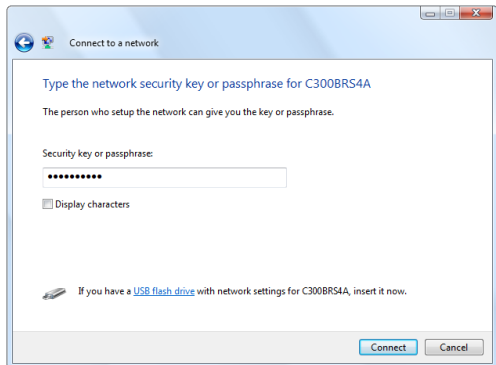 Connect to a network
Type the network security key or passphrase for C300BRS4A
The person who setup the network can give you the key or passphrase.
Security key or passphrase:
••••••••••
Display characters
If you have a USB flash drive with network settings for C300BRS4A, insert it now.
Connect Cancel